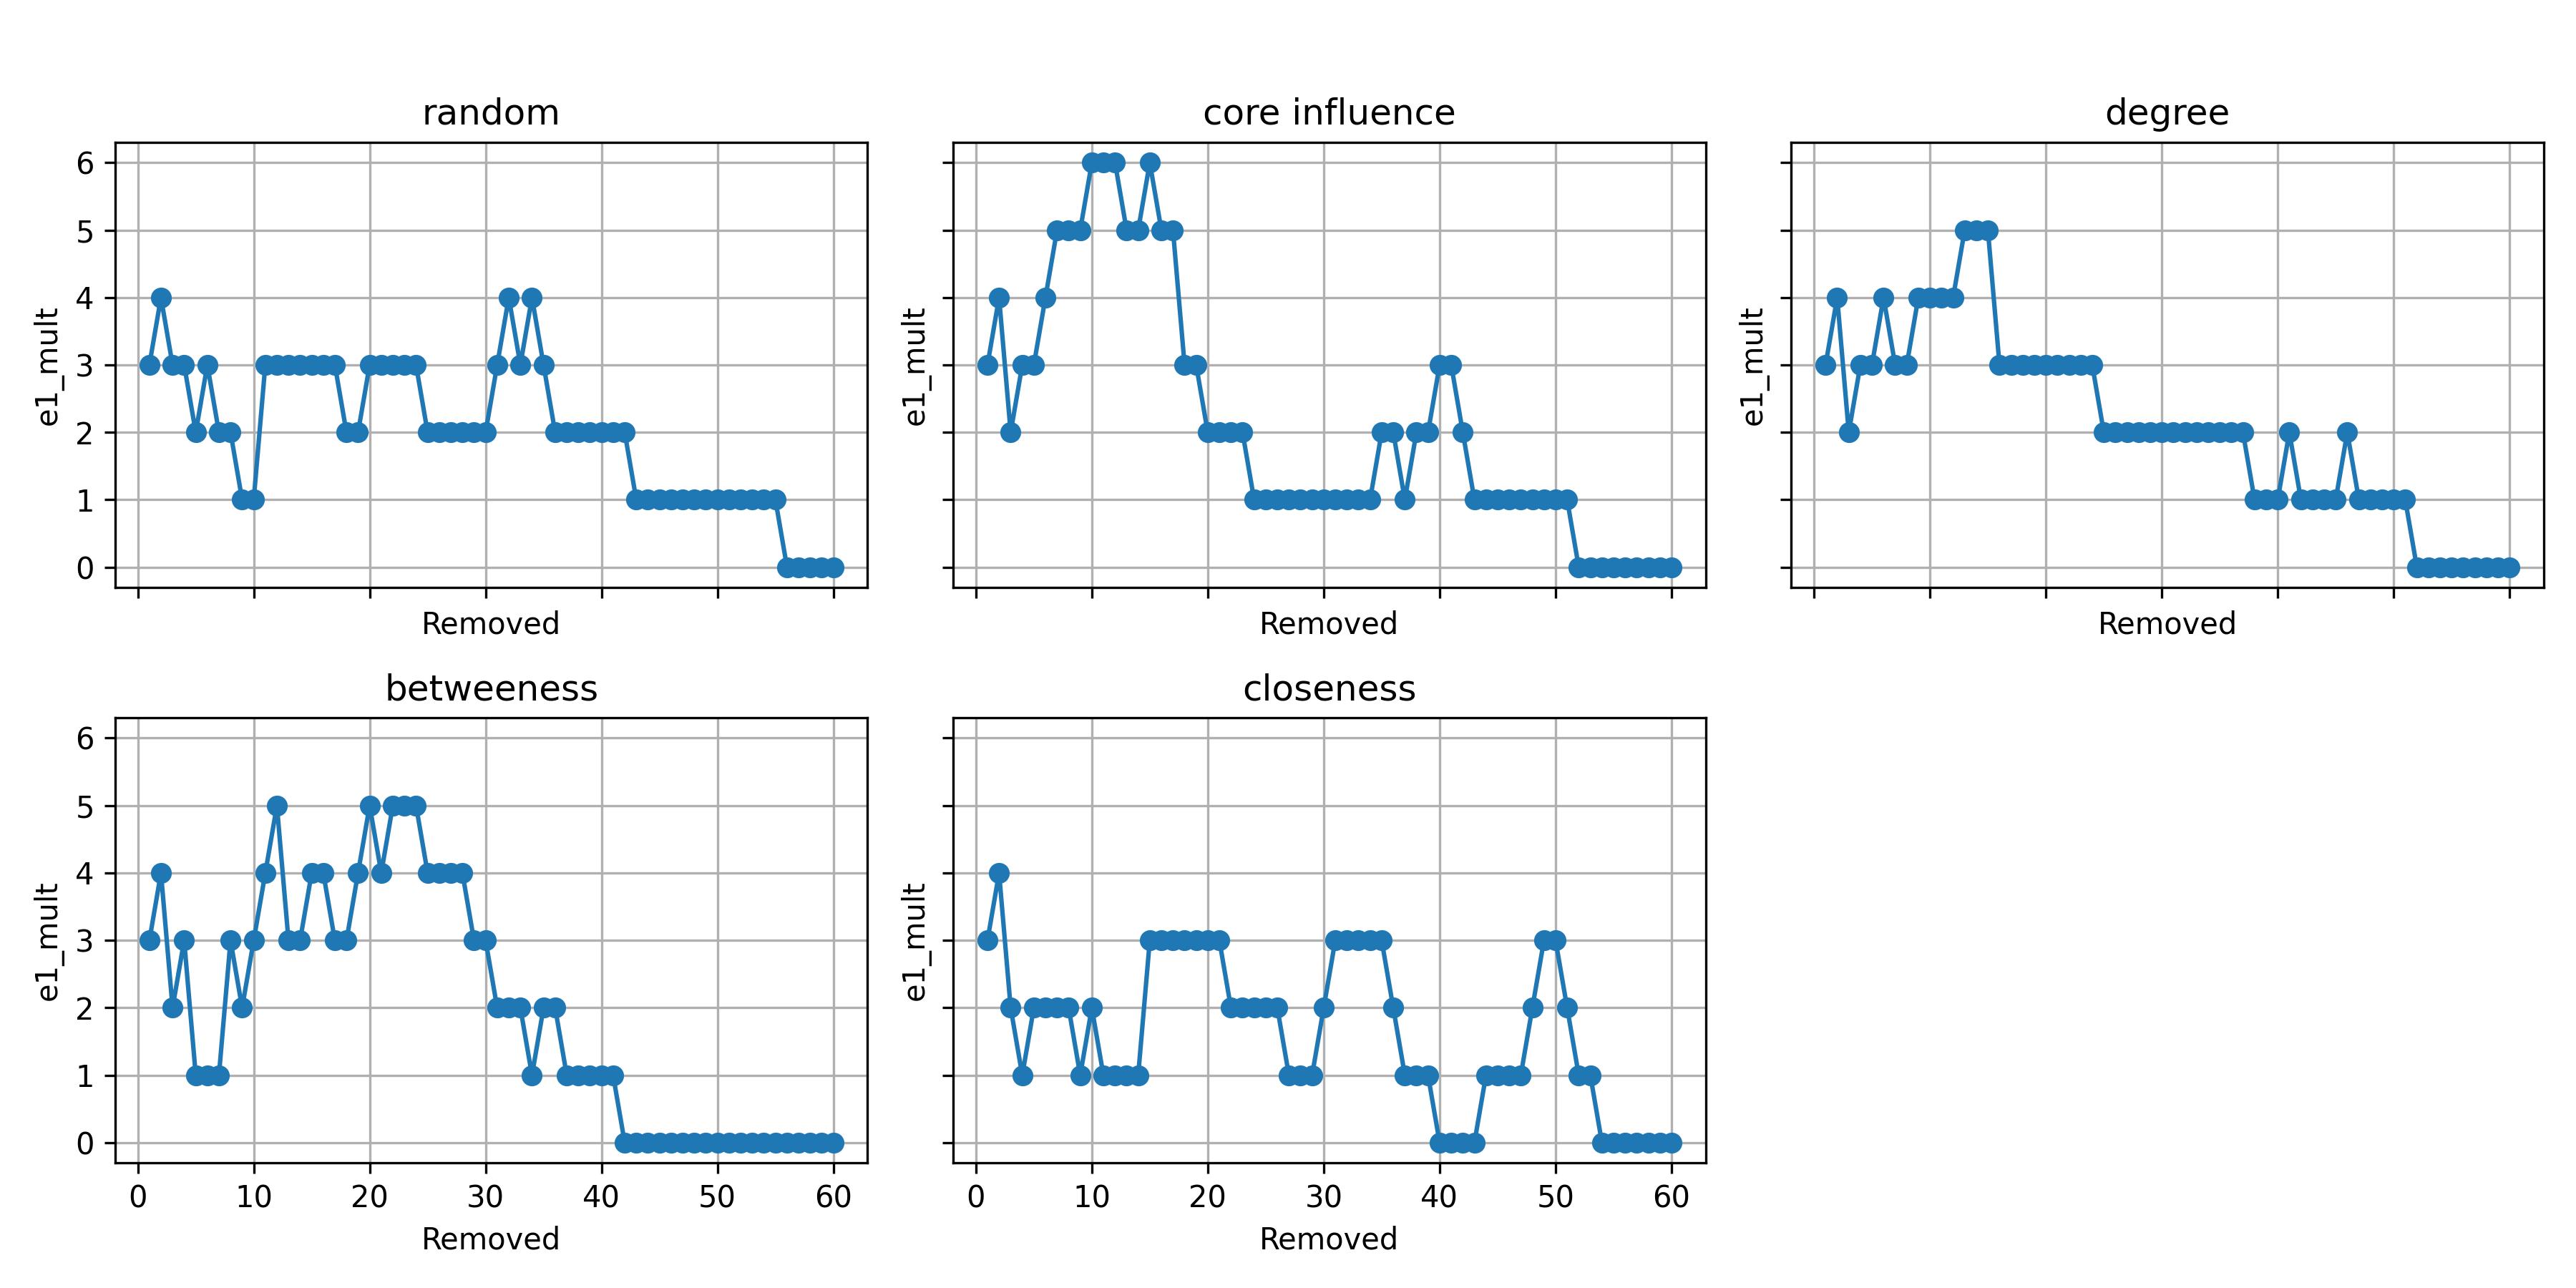 random
6
5
4
3
2
1
0
e1_mult
Removed
core influence
e1_mult
Removed
degree
e1_mult
Removed
betweeness
6
5
4
3
2
1
0
e1_mult
0 10 20 30 40 50 60
Removed
closeness
e1_mult
0 10 20 30 40 50 60
Removed